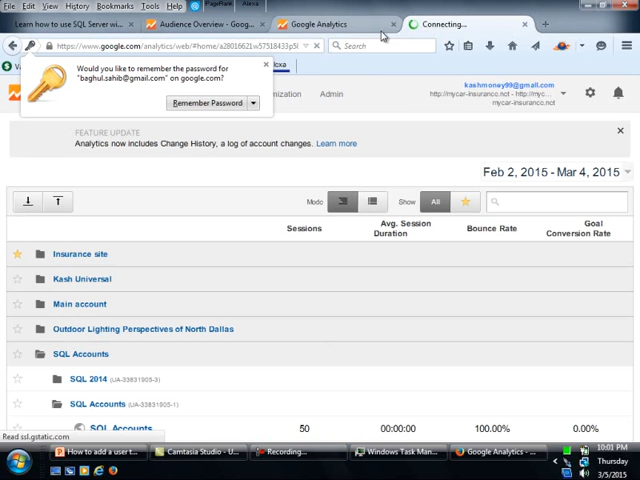 PageRank Alexa
File Edit View History Bookmarks Tools Help
Learn how to use SQL Server wi... × Audience Overview - Goog... × Google Analytics × Connecting... × +
https://www.google.com/analytics/web/#home/a28016621w57518433p5
Search
Would you like to remember the password for
"baghul.sahib@gmail.com" on google.com?
Remember Password
kashmoney99@gmail.com
http://mycar-insurance.net - http://myc...
mycar-insurance.net
Admin
FEATURE UPDATE
Analytics now includes Change History, a log of account changes. Learn more
Feb 2, 2015 - Mar 4, 2015
Mode Show All
Sessions Avg. Session Duration Bounce Rate Goal Conversion Rate
Insurance site
Kash Universal
Main account
Outdoor Lighting Perspectives of North Dallas
SQL Accounts
SQL 2014 (UA-33831905-3)
SQL Accounts (UA-33831905-1)
SQL Accounts 50 00:00:00 100.00% 0.00%
Read ssl.gstatic.com
How to add a user t... Camtasia Studio - U... Recording... Windows Task Man... Google Analytics - ...
10:01 PM
Start
Thursday
3/5/2015